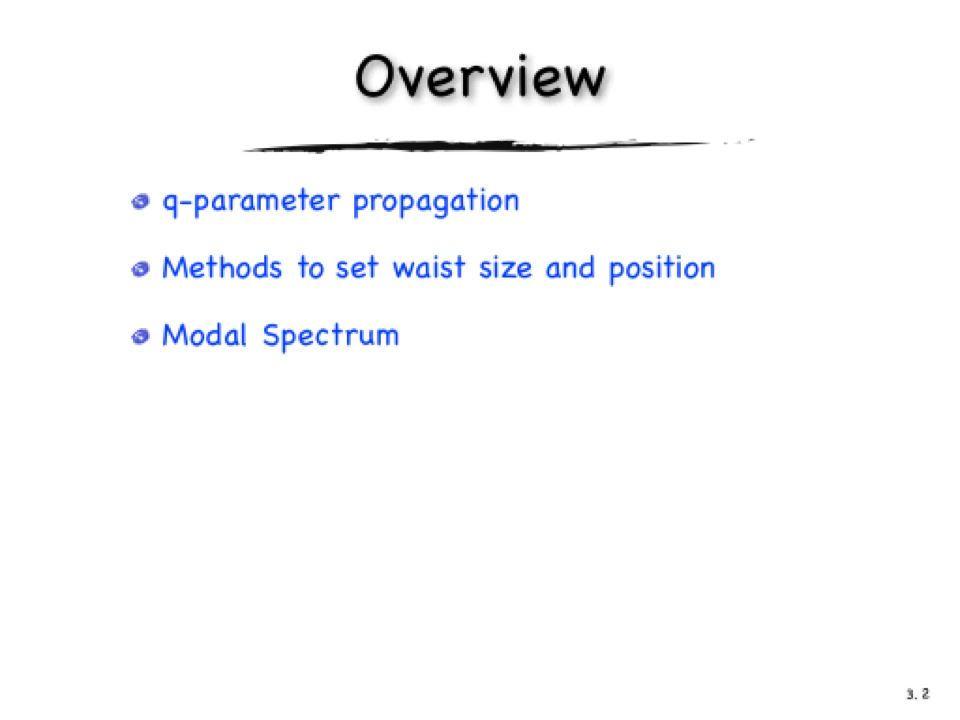 Overview
q-parameter propagation
Methods to set waist size and position
Modal Spectrum
3. 2